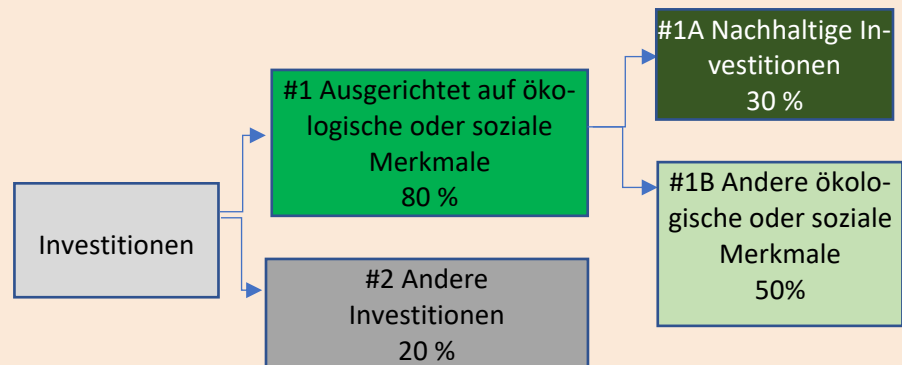 Investitionen
#1 Ausgerichtet auf öko-
logische oder soziale
Merkmale
80 %
#2 Andere
Investitionen
20 %
#1A Nachhaltige In-
vestitionen
30 %
#1B Andere ökolo-
gische oder soziale
Merkmale
50%